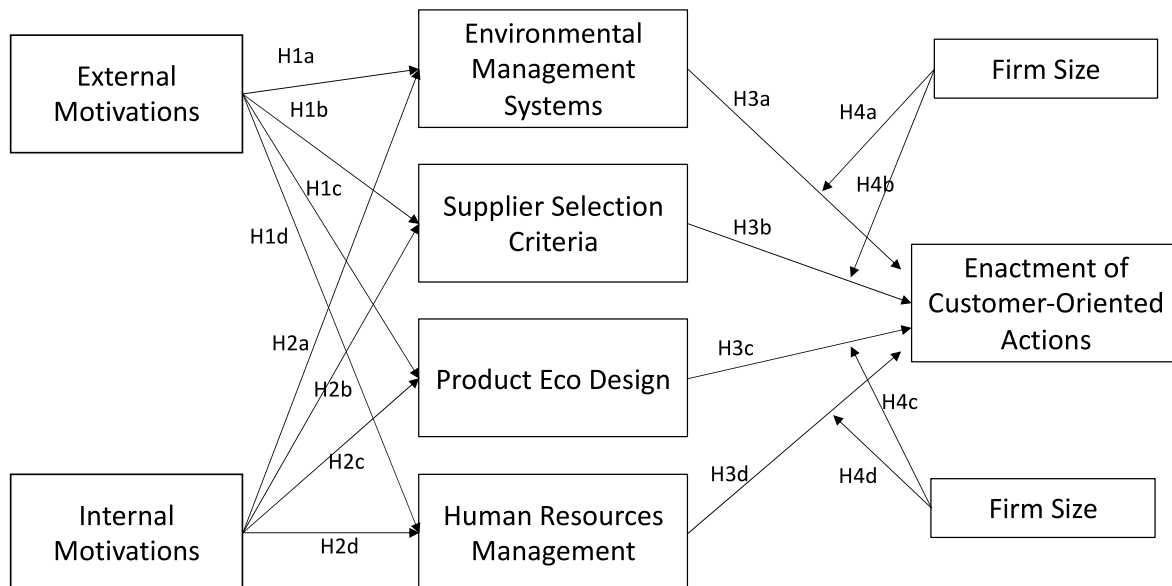 External
Motivations
H1a
H1b
H1c
H1d
H2a
H2b
H2c
H2d
Internal
Motivations
Environmental
Management
Systems
Supplier Selection
Criteria
Product Eco Design
Human Resources
Management
H3a
H3b
H3c
H3d
H4a
H4b
H4c
H4d
Firm Size
Enactment of
Customer-Oriented
Actions
Firm Size